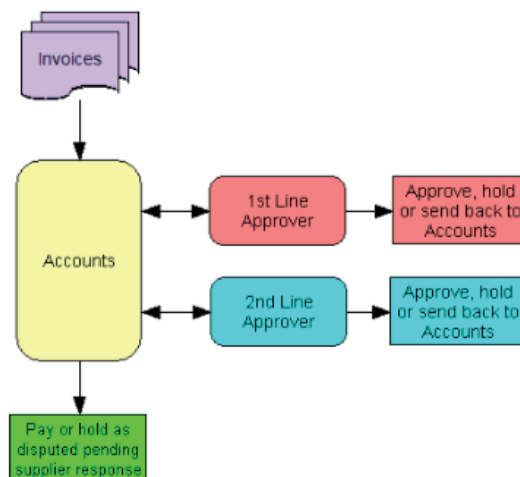 Invoices
Accounts
1st Line
Approver
Approve, hold
or send back to
Accounts
2nd Line
Approver
Approve, hold
or send back to
Accounts
Pay or hold as
disputed pending
supplier response